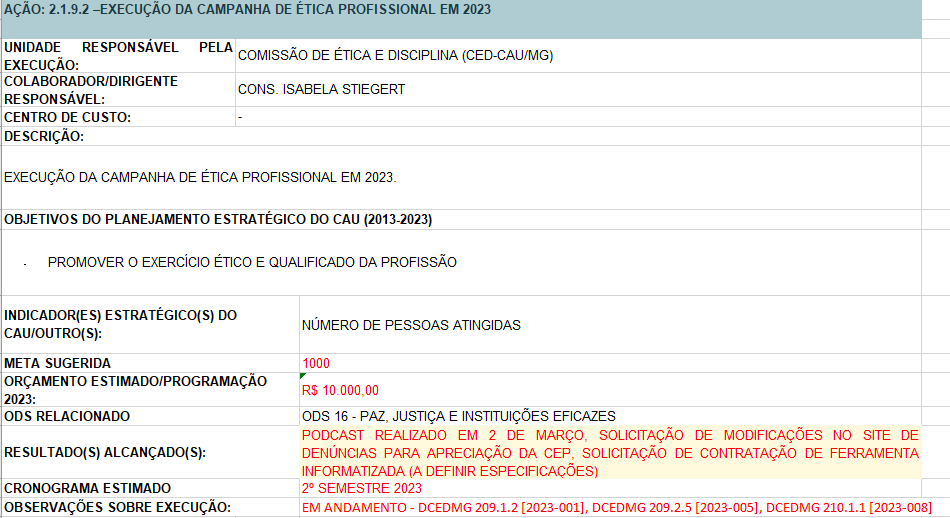 AÇÃO: 2.1.9.2 –EXECUÇÃO DA CAMPANHA DE ÉTICA PROFISSIONAL EM 2023
UNIDADE RESPONSÁVEL PELA
EXECUÇÃO:
COMISSÃO DE ÉTICA E DISCIPLINA (CED-CAU/MG)
COLABORADOR/DIRIGENTE
RESPONSÁVEL:
CONS. ISABELA STIEGERT
CENTRO DE CUSTO:
-
DESCRIÇÃO:
EXECUÇÃO DA CAMPANHA DE ÉTICA PROFISSIONAL EM 2023.
OBJETIVOS DO PLANEJAMENTO ESTRATÉGICO DO CAU (2013-2023)
- PROMOVER O EXERCÍCIO ÉTICO E QUALIFICADO DA PROFISSÃO
INDICADOR(ES) ESTRATÉGICO(S) DO
CAU/OUTRO(S):
NÚMERO DE PESSOAS ATINGIDAS
META SUGERIDA
1000
ORÇAMENTO ESTIMADO/PROGRAMAÇÃO
2023:
R$ 10.000,00
ODS RELACIONADO
ODS 16 - PAZ, JUSTIÇA E INSTITUIÇÕES EFICAZES
RESULTADO(S) ALCANÇADO(S):
PODCAST REALIZADO EM 2 DE MARÇO, SOLICITAÇÃO DE MODIFICAÇÕES NO SITE DE
DENÚNCIAS PARA APRECIAÇÃO DA CEP, SOLICITAÇÃO DE CONTRATAÇÃO DE FERRAMENTA
INFORMATIZADA (A DEFINIR ESPECIFICAÇÕES)
CRONOGRAMA ESTIMADO
2º SEMESTRE 2023
OBSERVAÇÕES SOBRE EXECUÇÃO:
EM ANDAMENTO - DCEDMG 209.1.2 [2023-001], DCEDMG 209.2.5 [2023-005], DCEDMG 210.1.1 [2023-008]